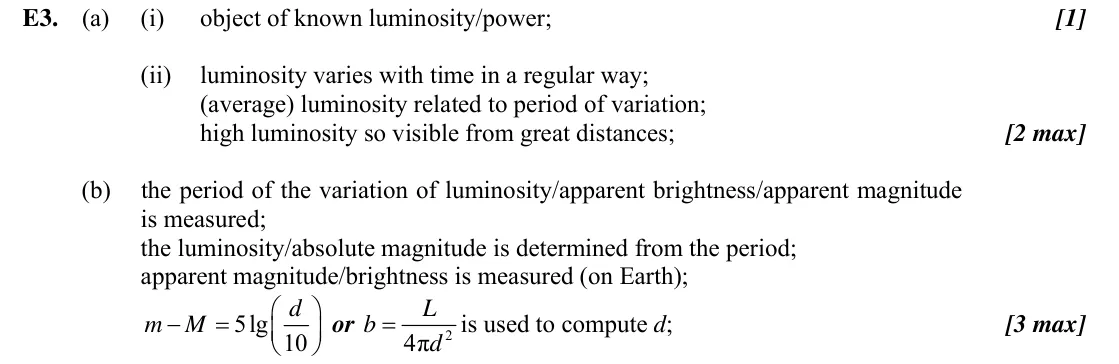 E3. (a) (i) object of known luminosity/power; [1]
(ii) luminosity varies with time in a regular way;
(average) luminosity related to period of variation;
high luminosity so visible from great distances; [2 max]
(b) the period of the variation of luminosity/apparent brightness/apparent magnitude
is measured;
the luminosity/absolute magnitude is determined from the period;
apparent magnitude/brightness is measured (on Earth);
m − M = 5 lg(d/10) or b = L/4πd² is used to compute d; [3 max]